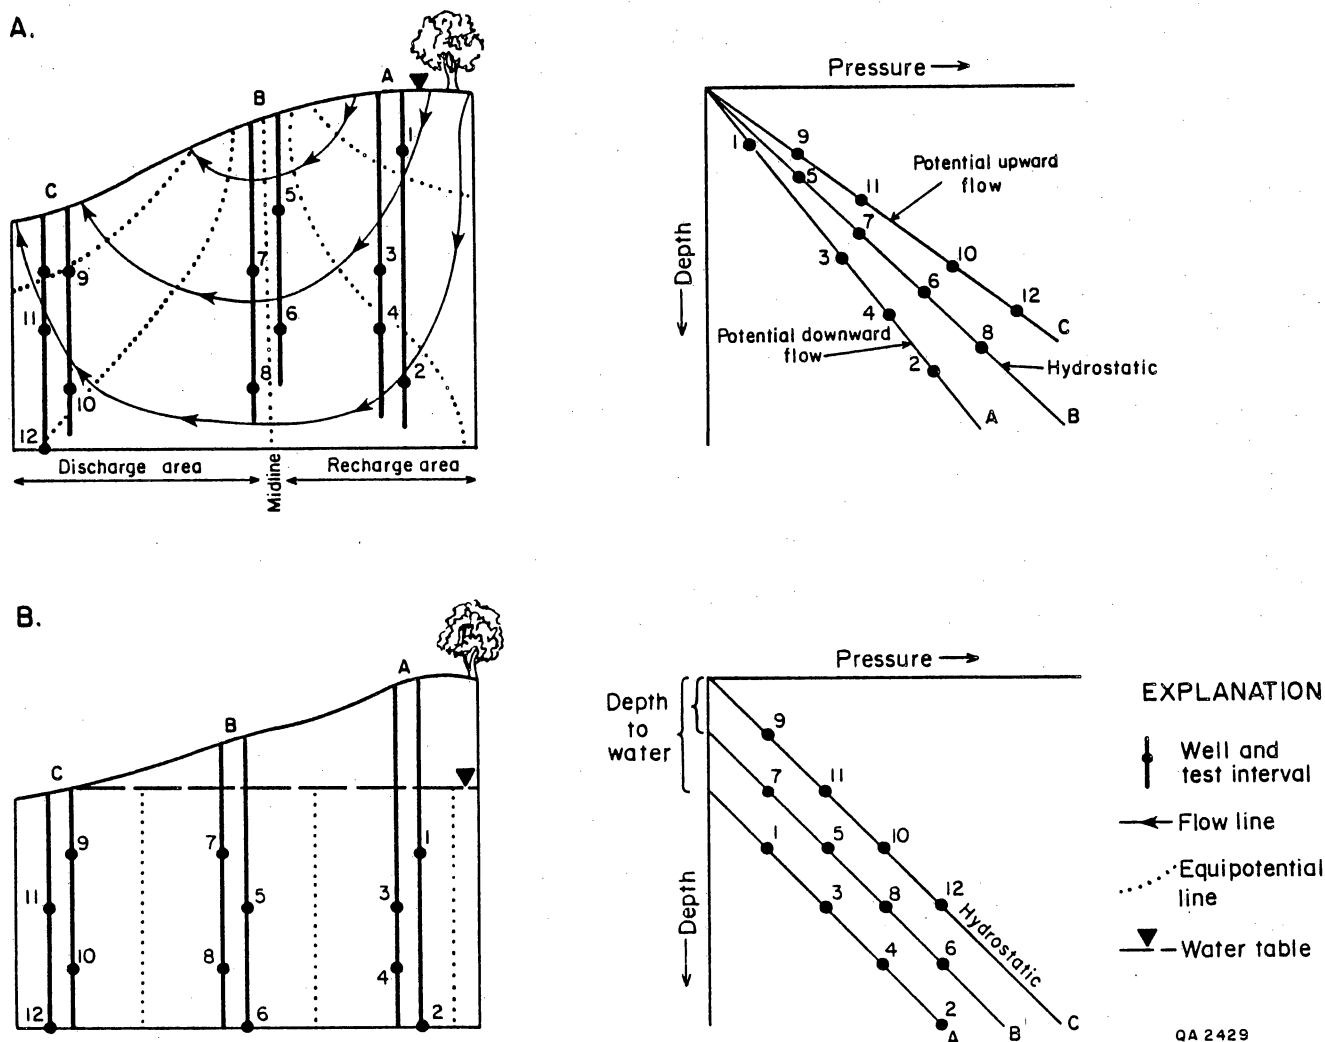 A.
A
B
C
1
5
3
7
9
6
4
11
8
2
10
12
Discharge area
Midline
Recharge area
Pressure
Depth
1
9
5
11
Potential upward
flow
7
3
10
6
12
4
C
Potential downward
flow
8
2
Hydrostatic
A
B
B.
A
B
C
9
7
1
11
5
3
10
8
4
12
6
2
Pressure
Depth
to
water
Depth
9
7
11
1
5
10
3
8
12
Hydrostatic
4
6
2
A
B
C
EXPLANATION
Well and
test interval
Flow line
Equipotential
line
Water table
QA 2429